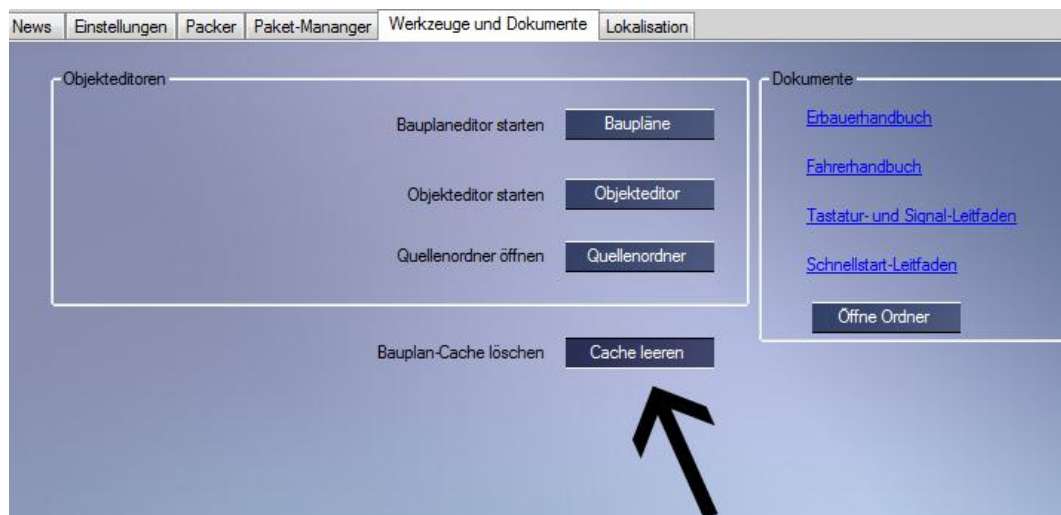 News Einstellungen Packer Paket-Mananger Werkzeuge und Dokumente Lokalisation
Objekteditoren
Bauplaneditor starten Baupläne
Objekteditor starten Objekteditor
Quellenordner öffnen Quellenordner
Bauplan-Cache löschen Cache leeren
Dokumente
Erbauerhandbuch
Fahrerhandbuch
Tastatur- und Signal-Leitfaden
Schnellstart-Leitfaden
Öffne Ordner